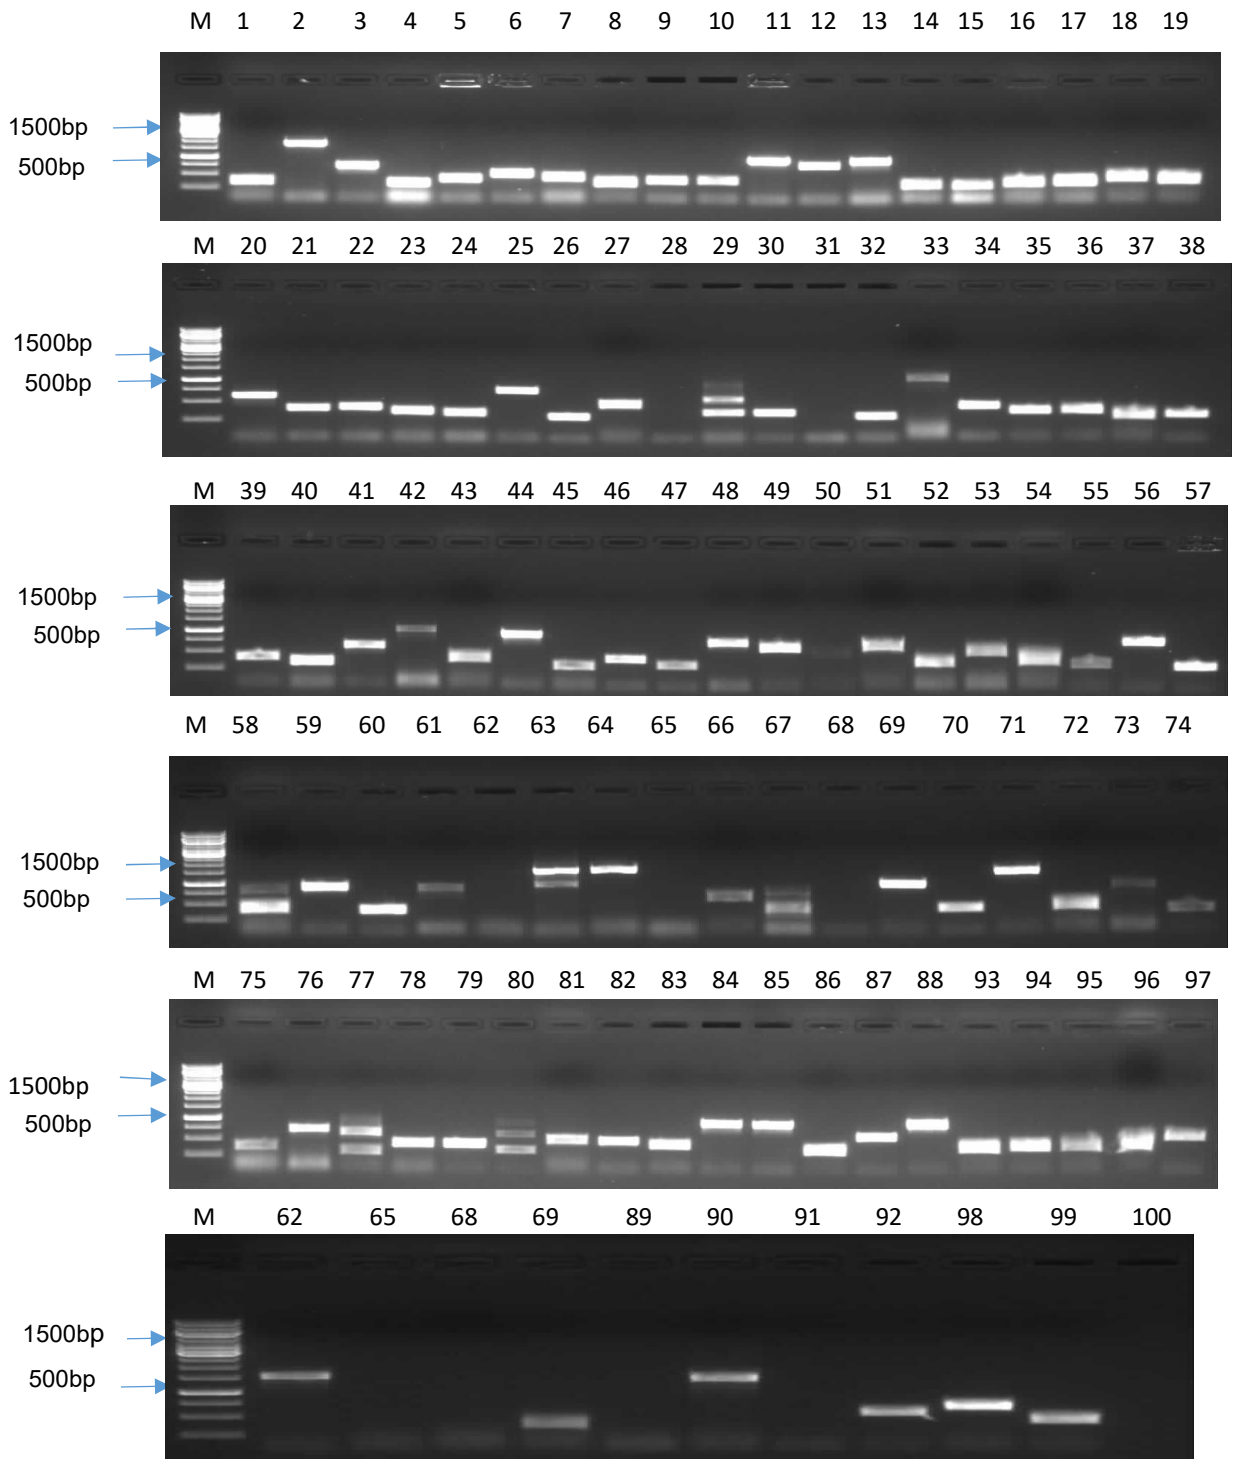 M 1 2 3 4 5 6 7 8 9 10 11 12 13 14 15 16 17 18 19
1500bp
500bp
M 20 21 22 23 24 25 26 27 28 29 30 31 32 33 34 35 36 37 38
1500bp
500bp
M 39 40 41 42 43 44 45 46 47 48 49 50 51 52 53 54 55 56 57
1500bp
500bp
M 58 59 60 61 62 63 64 65 66 67 68 69 70 71 72 73 74
1500bp
500bp
M 75 76 77 78 79 80 81 82 83 84 85 86 87 88 93 94 95 96 97
1500bp
500bp
M 62 65 68 69 89 90 91 92 98 99 100
1500bp
500bp